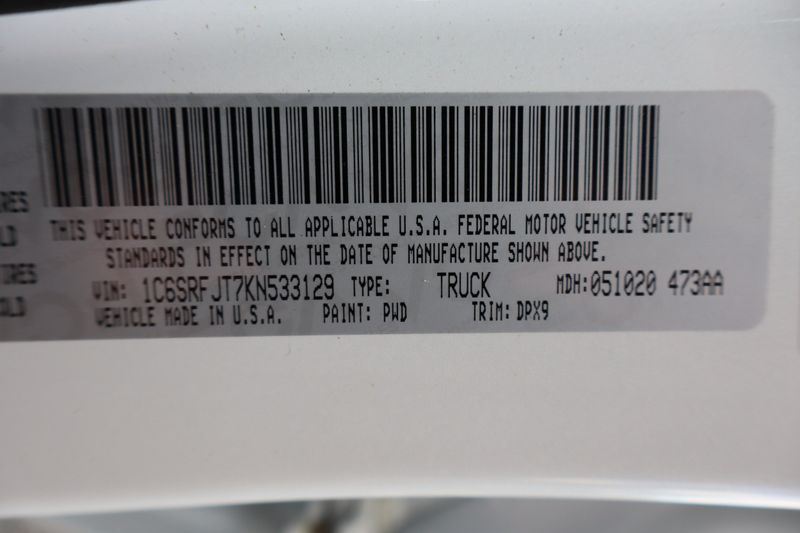 THIS VEHICLE CONFORMS TO ALL APPLICABLE U.S.A. FEDERAL MOTOR VEHICLE SAFETY
STANDARDS IN EFFECT ON THE DATE OF MANUFACTURE SHOWN ABOVE.
VIN: 1C6SRFJT7KN533129 TYPE: TRUCK MDH:051020 473AA
VEHICLE MADE IN U.S.A. PAINT: PWD TRIM: DPX9